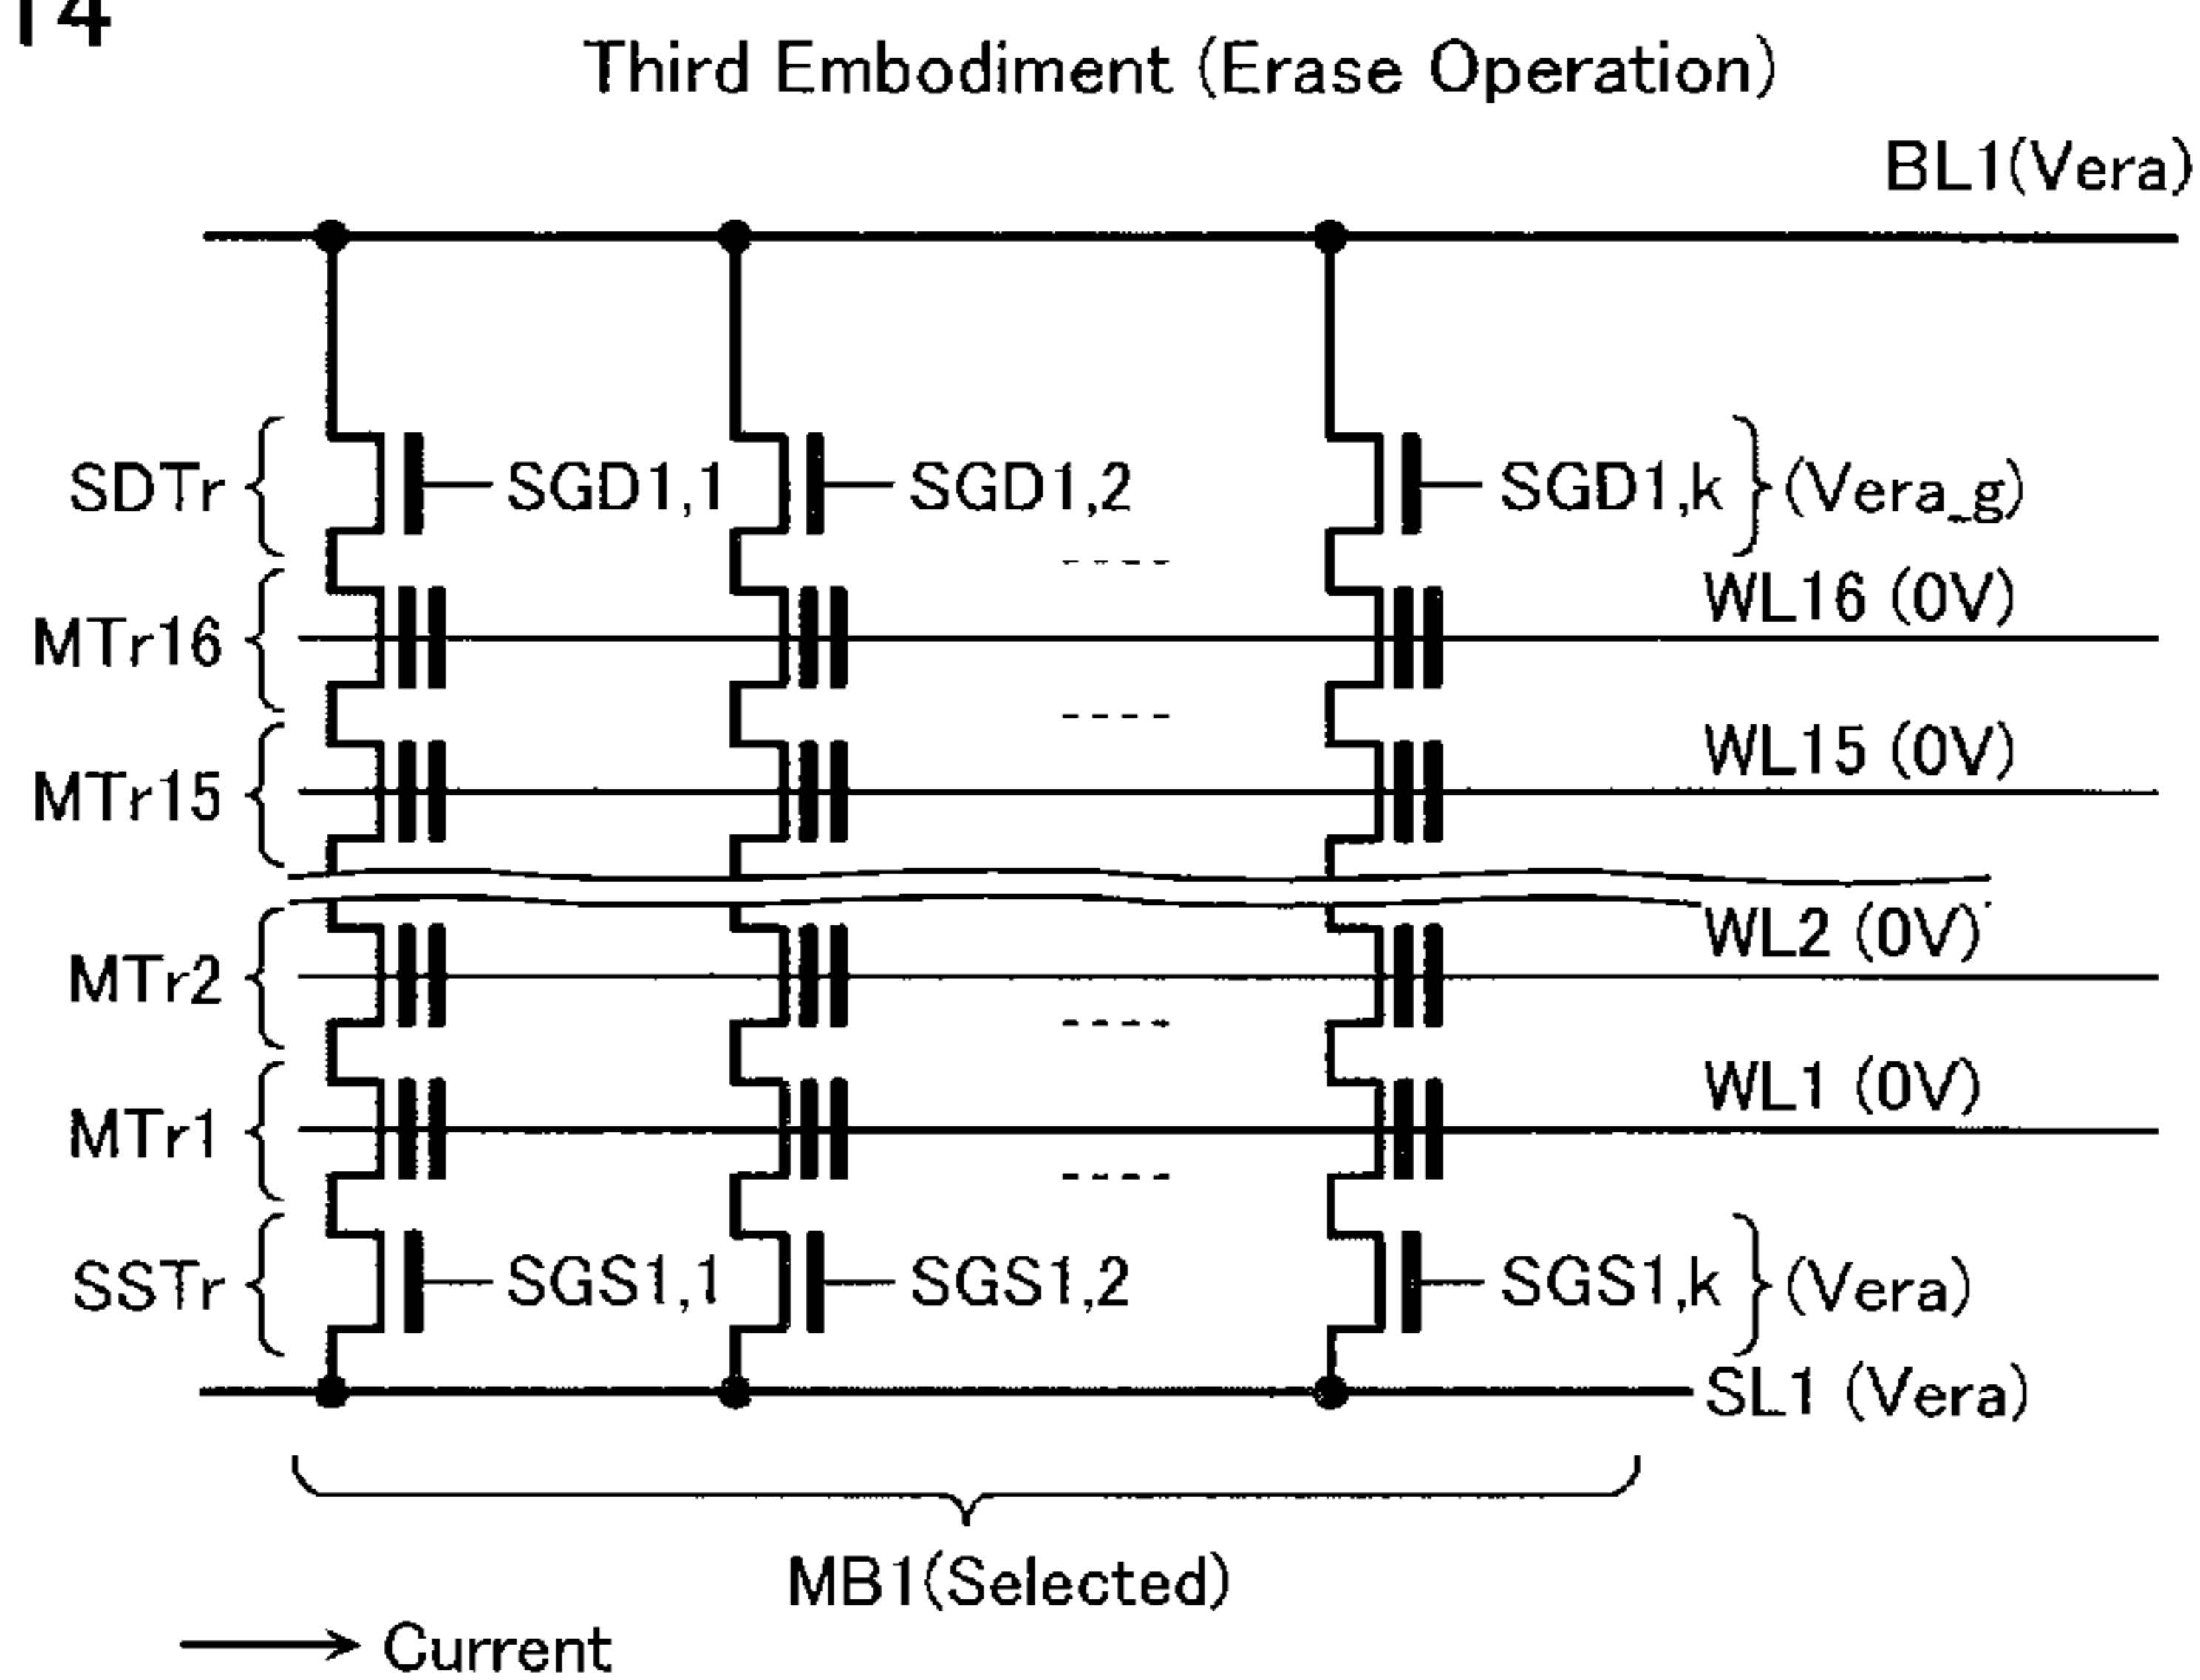 14
Third Embodiment (Erase Operation)
BL1(Vera)
SDTr
SGD1,1
SGD1,2
SGD1,k
(Vera_g)
MTr16
WL16 (0V)
MTr15
WL15 (0V)
MTr2
WL2 (0V)
MTr1
WL1 (0V)
SSTr
SGS1,1
SGS1,2
SGS1,k
(Vera)
SL1 (Vera)
MB1(Selected)
Current